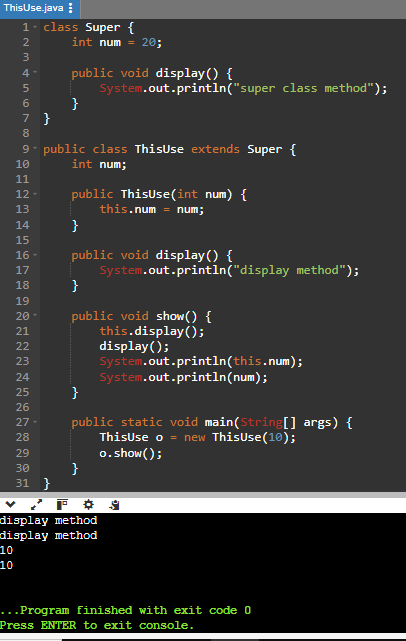 ThisUse.java
1 class Super {
2     int num = 20;
3
4     public void display() {
5         System.out.println("super class method");
6     }
7 }
8
9 public class ThisUse extends Super {
10     int num;
11
12     public ThisUse(int num) {
13         this.num = num;
14     }
15
16     public void display() {
17         System.out.println("display method");
18     }
19
20     public void show() {
21         this.display();
22         display();
23         System.out.println(this.num);
24         System.out.println(num);
25     }
26
27     public static void main(String[] args) {
28         ThisUse o = new ThisUse(10);
29         o.show();
30     }
31 }
display method
display method
10
10
...Program finished with exit code 0
Press ENTER to exit console.